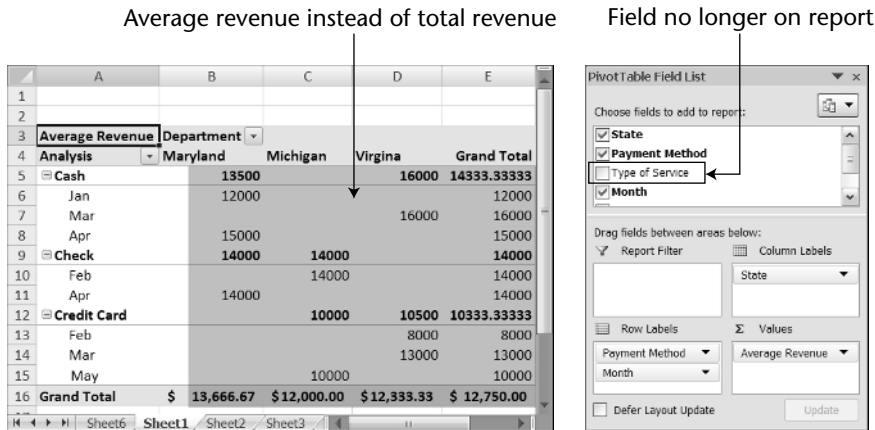 Average revenue instead of total revenue
Field no longer on report
A B C D E
1
2
3 Average Revenue Department
4 Analysis Maryland Michigan Virgina Grand Total
5 Cash 13500 16000 14333.33333
6 Jan 12000 12000
7 Mar 16000 16000
8 Apr 15000 15000
9 Check 14000 14000 14000
10 Feb 14000 14000
11 Apr 14000 14000
12 Credit Card 10000 10500 10333.33333
13 Feb 8000 8000
14 Mar 13000 13000
15 May 10000 10000
16 Grand Total $ 13,666.67 $12,000.00 $12,333.33 $ 12,750.00
Sheet6 Sheet1 Sheet2 Sheet3
PivotTable Field List
Choose fields to add to report:
State
Payment Method
Type of Service
Month
Drag fields between areas below:
Report Filter Column Labels
State
Row Labels Σ Values
Payment Method Average Revenue
Month
Defer Layout Update Update